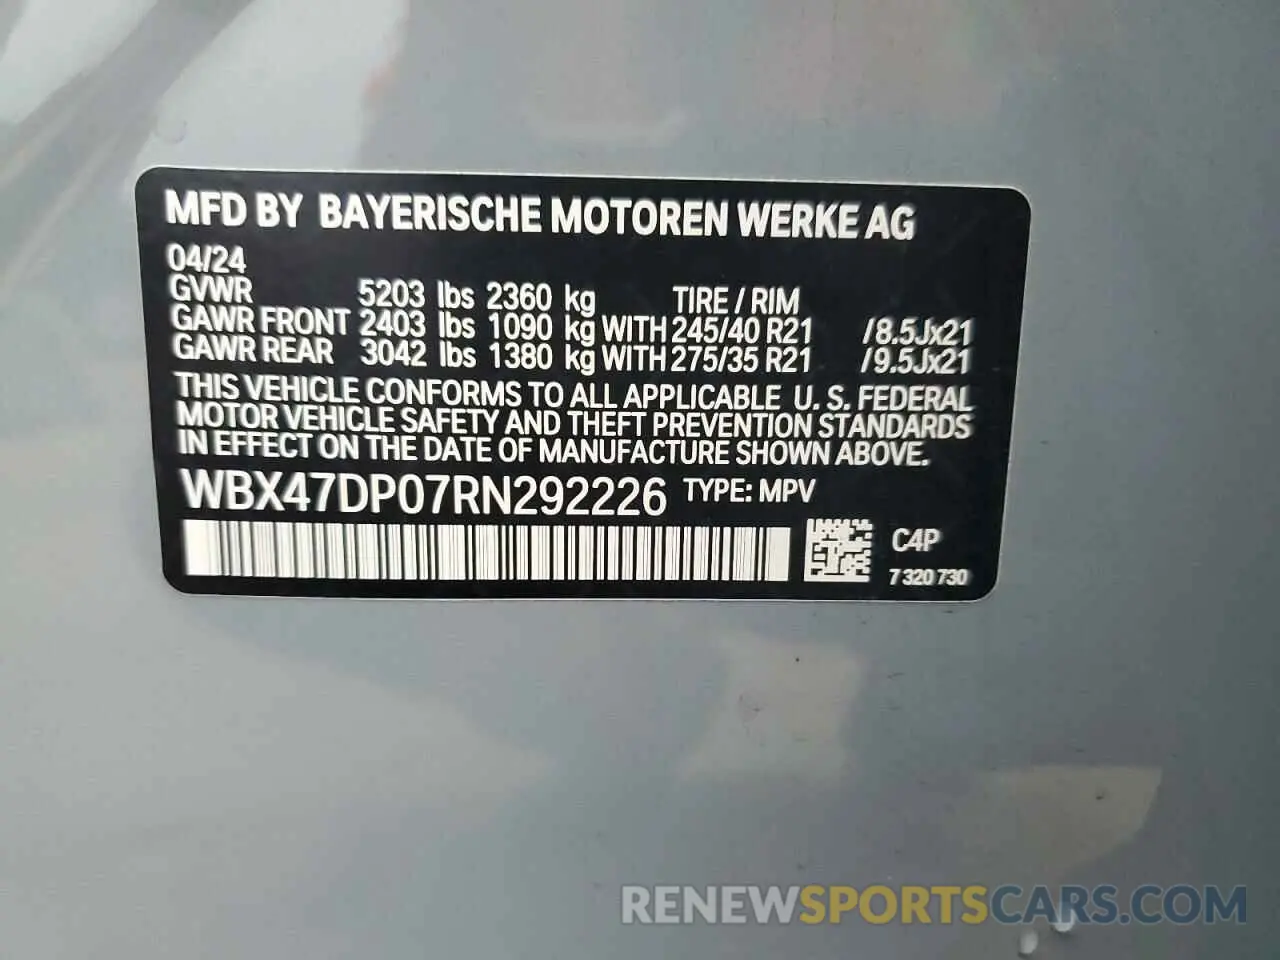 MFD BY BAYERISCHE MOTOREN WERKE AG
04/24
GVWR 5203 lbs 2360 kg TIRE / RIM
GAWR FRONT 2403 lbs 1090 kg WITH 245/40 R21 /8.5Jx21
GAWR REAR 3042 lbs 1380 kg WITH 275/35 R21 /9.5Jx21
THIS VEHICLE CONFORMS TO ALL APPLICABLE U. S. FEDERAL
MOTOR VEHICLE SAFETY AND THEFT PREVENTION STANDARDS
IN EFFECT ON THE DATE OF MANUFACTURE SHOWN ABOVE.
WBX47DP07RN292226 TYPE: MPV
C4P
7 320 730
RENEWSPORTSCARS.COM